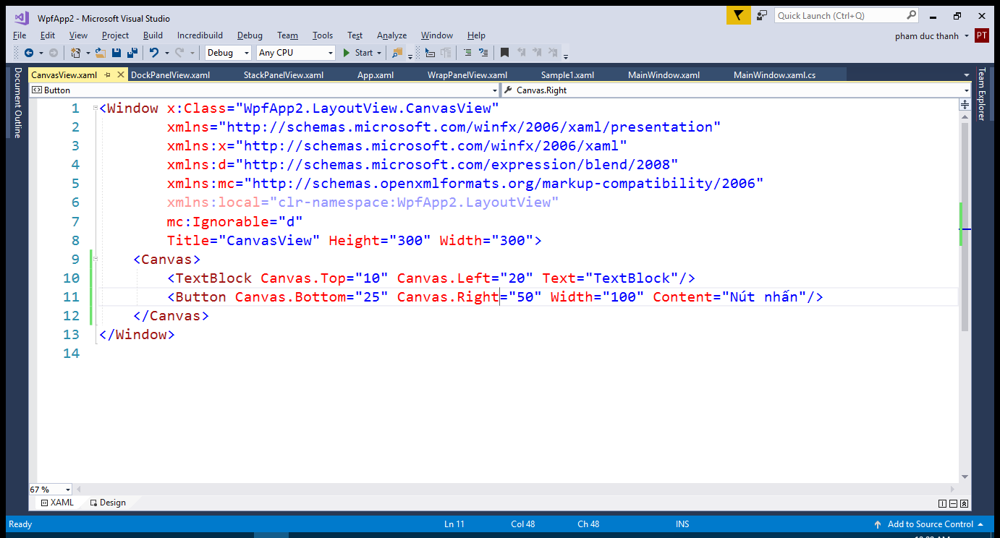 WpfApp2 - Microsoft Visual Studio
Quick Launch (Ctrl+Q)
File Edit View Project Build Incredibuild Debug Team Tools Test Analyze Window Help
pham duc thanh PT
Debug Any CPU Start
Document Outline
CanvasView.xaml DockPanelView.xaml StackPanelView.xaml App.xaml WrapPanelView.xaml Sample1.xaml MainWindow.xaml MainWindow.xaml.cs
Team Explorer
Button Canvas.Right
1 <Window x:Class="WpfApp2.LayoutView.CanvasView"
2 xmlns="http://schemas.microsoft.com/winfx/2006/xaml/presentation"
3 xmlns:x="http://schemas.microsoft.com/winfx/2006/xaml"
4 xmlns:d="http://schemas.microsoft.com/expression/blend/2008"
5 xmlns:mc="http://schemas.openxmlformats.org/markup-compatibility/2006"
6 xmlns:local="clr-namespace:WpfApp2.LayoutView"
7 mc:Ignorable="d"
8 Title="CanvasView" Height="300" Width="300">
9 <Canvas>
10 <TextBlock Canvas.Top="10" Canvas.Left="20" Text="TextBlock"/>
11 <Button Canvas.Bottom="25" Canvas.Right="50" Width="100" Content="Nút nhấn"/>
12 </Canvas>
13 </Window>
14
67 %
XAML Design
Ready Ln 11 Col 48 Ch 48 INS Add to Source Control